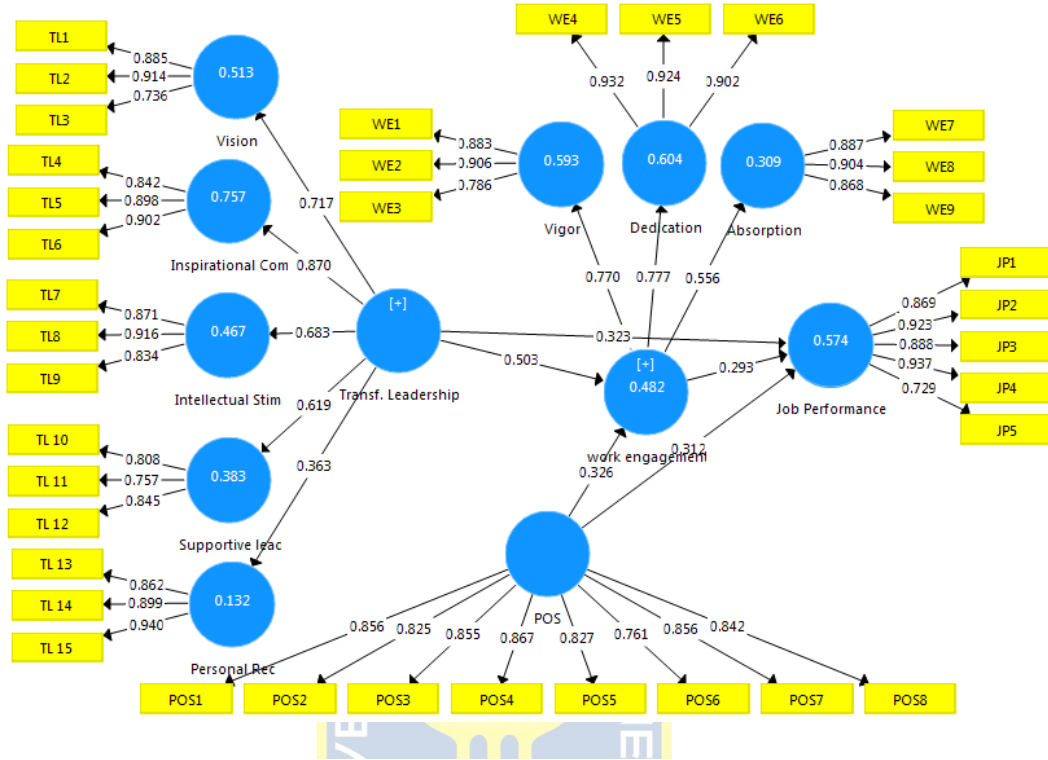 WE4
WE5
WE6
TL1
TL2
TL3
0.885
0.914
0.736
0.513
Vision
0.932
0.924
0.902
WE1
WE2
WE3
0.883
0.906
0.786
0.593
Vigor
0.604
Dedication
0.309
Absorption
0.887
0.904
0.868
WE7
WE8
WE9
TL4
TL5
TL6
0.842
0.898
0.902
0.757
Inspirational Com
0.717
0.870
0.770
0.777
0.556
TL7
TL8
TL9
0.871
0.916
0.834
0.467
Intellectual Stim
0.683
[+]
Transf. Leadership
0.323
0.503
[+]
0.482
work engagement
0.293
0.574
Job Performance
0.869
0.923
0.888
0.937
0.729
JP1
JP2
JP3
JP4
JP5
0.619
0.363
0.312
0.326
TL 10
TL 11
TL 12
0.808
0.757
0.845
0.383
Supportive leac
TL 13
TL 14
TL 15
0.862
0.899
0.940
0.132
Personal Rec
POS
0.856
0.825
0.855
0.867
0.827
0.761
0.856
0.842
POS1
POS2
POS3
POS4
POS5
POS6
POS7
POS8